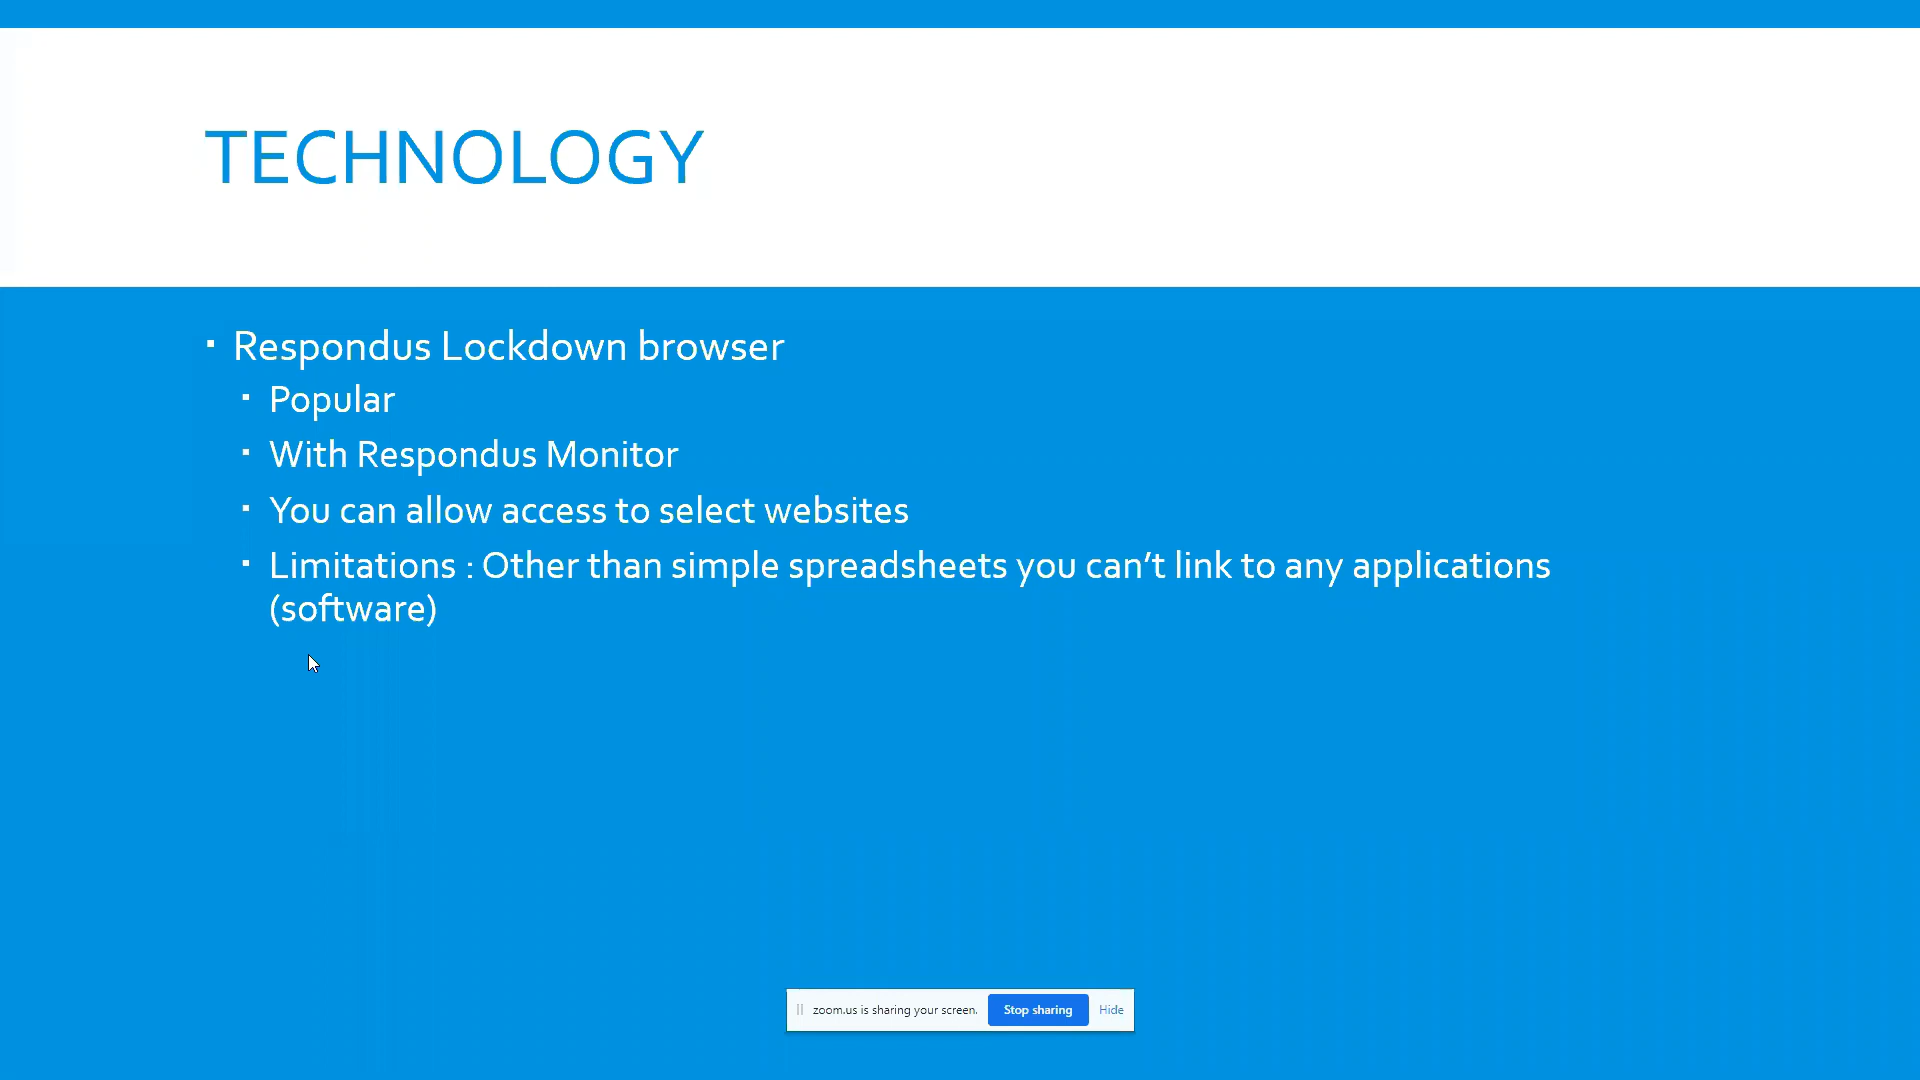 TECHNOLOGY
▪ Respondus Lockdown browser
▪ Popular
▪ With Respondus Monitor
▪ You can allow access to select websites
▪ Limitations : Other than simple spreadsheets you can’t link to any applications
(software)
zoom.us is sharing your screen. Stop sharing Hide